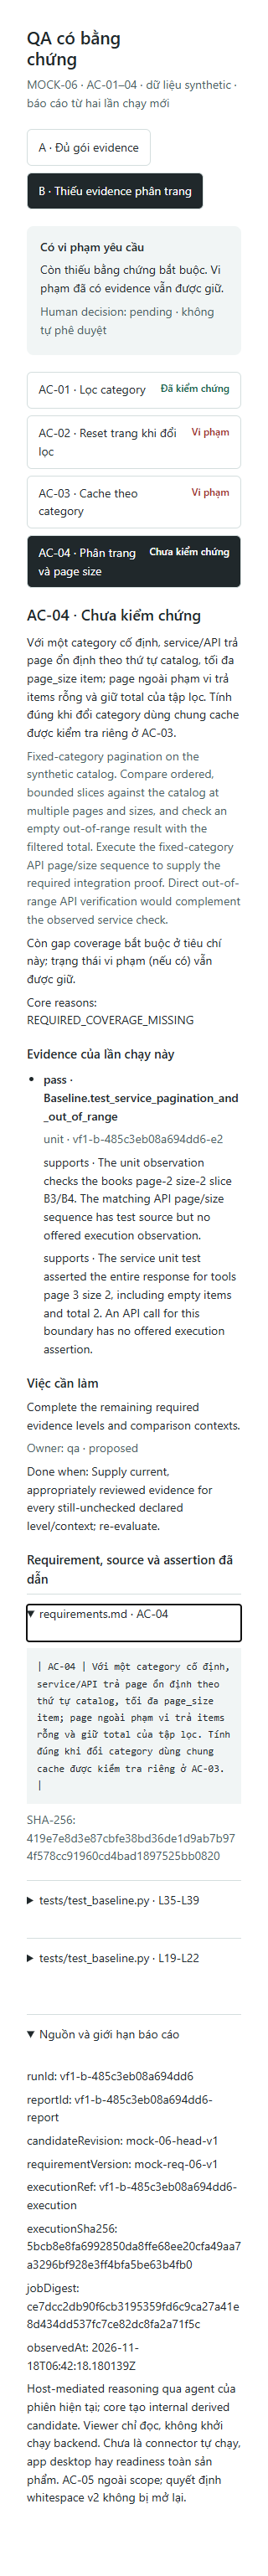 QA có bằng
chứng
MOCK-06 · AC-01–04 · dữ liệu synthetic ·
báo cáo từ hai lần chạy mới
A · Đủ gói evidence
B · Thiếu evidence phân trang
Có vi phạm yêu cầu
Còn thiếu bằng chứng bắt buộc. Vi
phạm đã có evidence vẫn được giữ.
Human decision: pending · không
tự phê duyệt
AC-01 · Lọc category Đã kiểm chứng
AC-02 · Reset trang khi đổi Vi phạm
lọc
AC-03 · Cache theo Vi phạm
category
AC-04 · Phân trang Chưa kiểm chứng
và page size
AC-04 · Chưa kiểm chứng
Với một category cố định, service/API trả
page ổn định theo thứ tự catalog, tối đa
page_size item; page ngoài phạm vi trả
items rỗng và giữ total của tập lọc. Tính
đúng khi đổi category dùng chung cache
được kiểm tra riêng ở AC-03.
Fixed-category pagination on the
synthetic catalog. Compare ordered,
bounded slices against the catalog at
multiple pages and sizes, and check an
empty out-of-range result with the
filtered total. Execute the fixed-category
API page/size sequence to supply the
required integration proof. Direct out-of-
range API verification would complement
the observed service check.
Còn gap coverage bắt buộc ở tiêu chí
này; trạng thái vi phạm (nếu có) vẫn
được giữ.
Core reasons:
REQUIRED_COVERAGE_MISSING
Evidence của lần chạy này
• pass ·
Baseline.test_service_pagination_and
_out_of_range
unit · vf1-b-485c3eb08a694dd6-e2
supports · The unit observation
checks the books page-2 size-2 slice
B3/B4. The matching API page/size
sequence has test source but no
offered execution observation.
supports · The service unit test
asserted the entire response for tools
page 3 size 2, including empty items
and total 2. An API call for this
boundary has no offered execution
assertion.
Việc cần làm
Complete the remaining required
evidence levels and comparison contexts.
Owner: qa · proposed
Done when: Supply current,
appropriately reviewed evidence for
every still-unchecked declared
level/context; re-evaluate.
Requirement, source và assertion đã
dẫn
▼ requirements.md · AC-04
| AC-04 | Với một category cố định,
service/API trả page ổn định theo
thứ tự catalog, tối đa page_size
item; page ngoài phạm vi trả items
rỗng và giữ total của tập lọc. Tính
đúng khi đổi category dùng chung
cache được kiểm tra riêng ở AC-03.
|
SHA-256:
419e7e8d3e87cbfe38bd36de1d9ab7b97
4f578cc91960cd4bad1897525bb0820
▶ tests/test_baseline.py · L35-L39
▶ tests/test_baseline.py · L19-L22
▼ Nguồn và giới hạn báo cáo
runId: vf1-b-485c3eb08a694dd6
reportId: vf1-b-485c3eb08a694dd6-
report
candidateRevision: mock-06-head-v1
requirementVersion: mock-req-06-v1
executionRef: vf1-b-485c3eb08a694dd6-
execution
executionSha256:
5bcb8e8fa6992850da8ffe68ee20cfa49aa7
a3296bf928e3ff4bfa5be63b4fb0
jobDigest:
ce7dcc2db90f6cb3195359fd6c9ca27a41e
8d434dd537fc7ce82dc8fa2a71f5c
observedAt: 2026-11-
18T06:42:18.180139Z
Host-mediated reasoning qua agent của
phiên hiện tại; core tạo internal derived
candidate. Viewer chỉ đọc, không khởi
chạy backend. Chưa là connector tự chạy,
app desktop hay readiness toàn sản
phẩm. AC-05 ngoài scope; quyết định
whitespace v2 không bị mở lại.